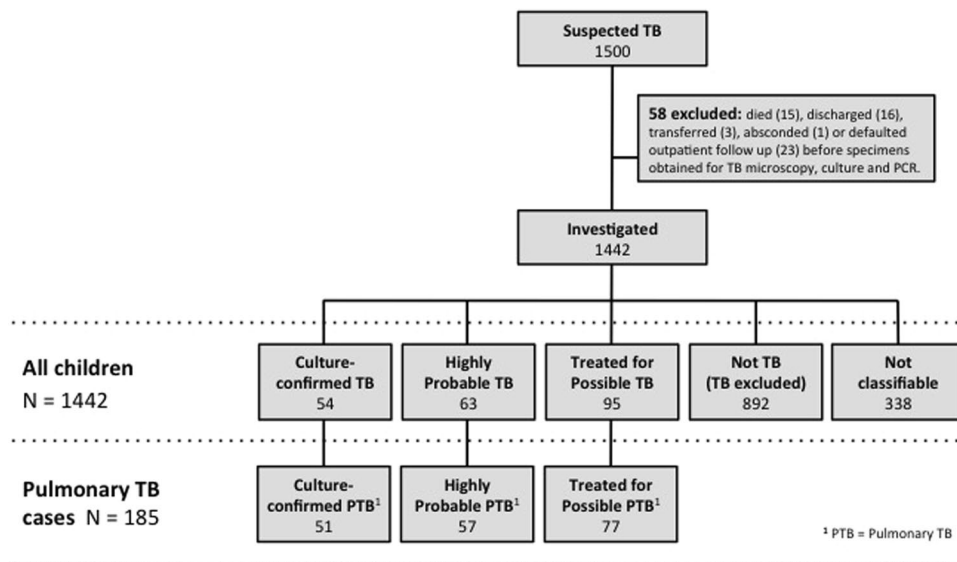 Suspected TB
1500
58 excluded: died (15), discharged (16),
transferred (3), absconded (1) or defaulted
outpatient follow up (23) before specimens
obtained for TB microscopy, culture and PCR.
Investigated
1442
All children
N = 1442
Culture-
confirmed TB
54
Highly
Probable TB
63
Treated for
Possible TB
95
Not TB
(TB excluded)
892
Not
classifiable
338
Pulmonary TB
cases N = 185
Culture-
confirmed PTB¹
51
Highly
Probable PTB¹
57
Treated for
Possible PTB¹
77
¹ PTB = Pulmonary TB